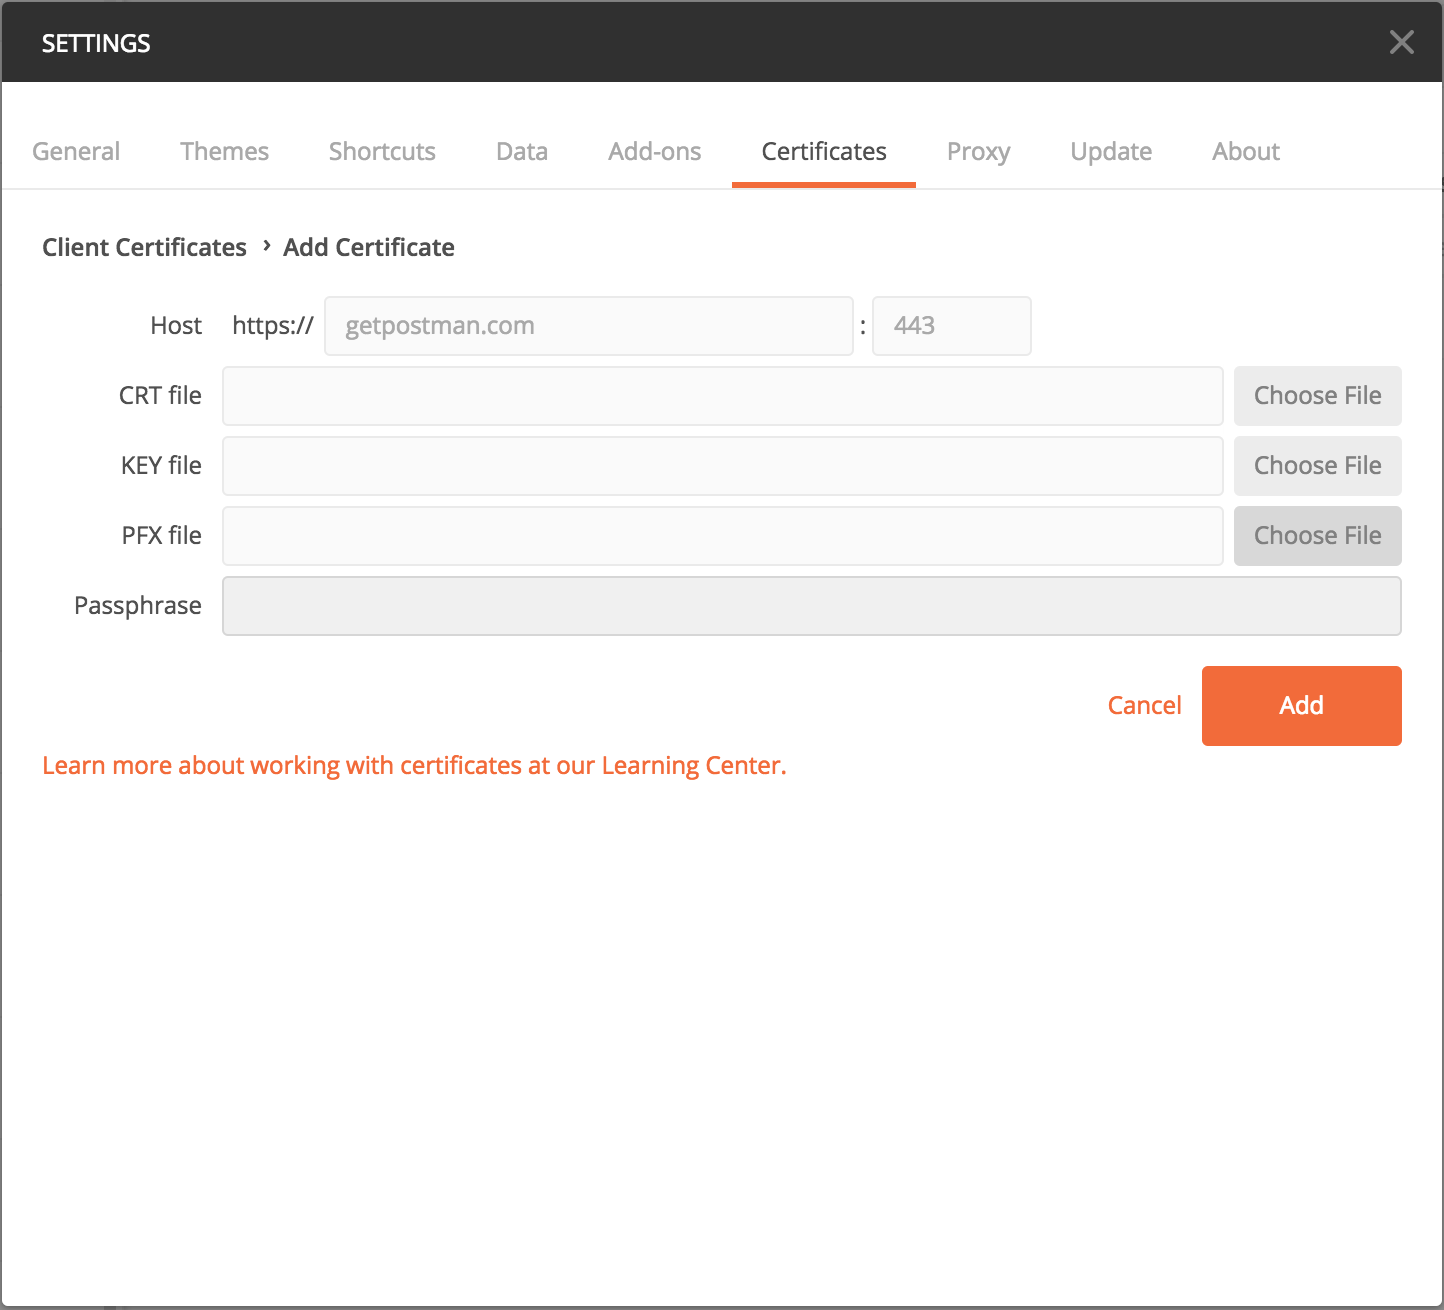 SETTINGS
General Themes Shortcuts Data Add-ons Certificates Proxy Update About
Client Certificates › Add Certificate
Host https:// getpostman.com : 443
CRT file Choose File
KEY file Choose File
PFX file Choose File
Passphrase
Cancel Add
Learn more about working with certificates at our Learning Center.